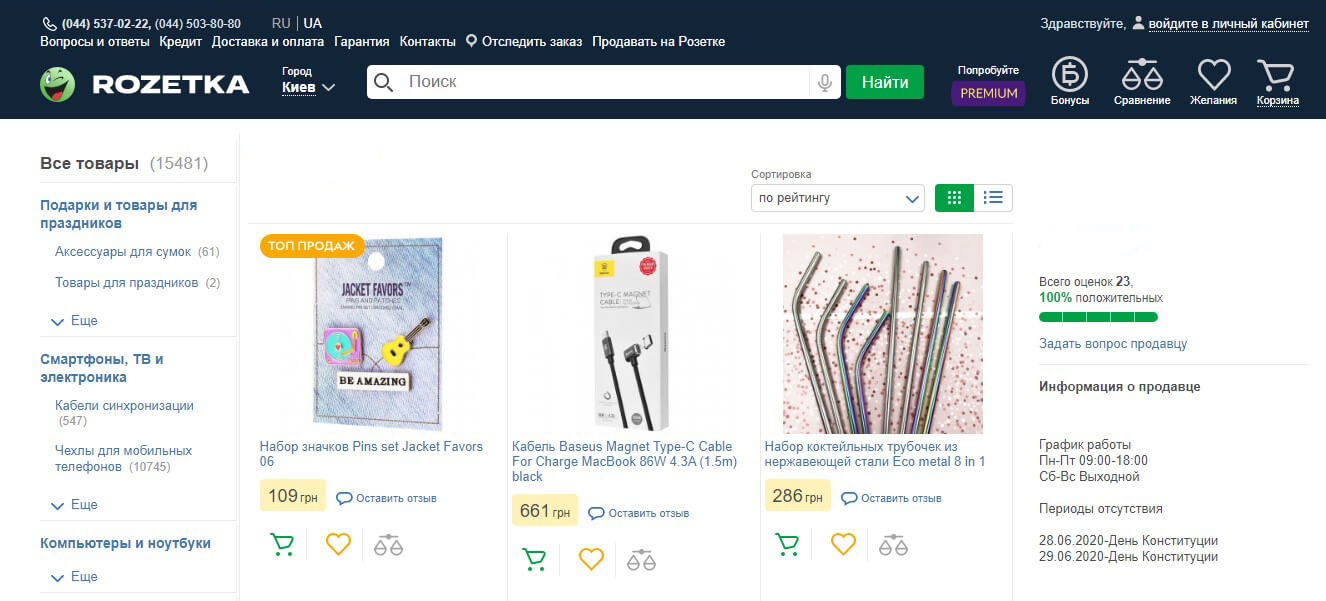 (044) 537-02-22, (044) 503-80-80 RU | UA
Здравствуйте, войдите в личный кабинет
Вопросы и ответы Кредит Доставка и оплата Гарантия Контакты Отследить заказ Продавать на Розетке
ROZETKA
Город
Киев
Поиск
Найти
Попробуйте
PREMIUM
Бонусы
Сравнение
Желания
Корзина
Все товары (15481)
Подарки и товары для
праздников
Аксессуары для сумок (61)
Товары для праздников (2)
Еще
Смартфоны, ТВ и
электроника
Кабели синхронизации
(547)
Чехлы для мобильных
телефонов (10745)
Еще
Компьютеры и ноутбуки
Еще
Сортировка
по рейтингу
ТОП ПРОДАЖ
JACKET FAVORS™
PINS AND PATCHES
BE AMAZING
Набор значков Pins set Jacket Favors
06
109 грн
Оставить отзыв
TYPE-C MAGNET
CABLE
Кабель Baseus Magnet Type-C Cable
For Charge MacBook 86W 4.3A (1.5m)
black
661 грн
Оставить отзыв
Набор коктейльных трубочек из
нержавеющей стали Eco metal 8 in 1
286 грн
Оставить отзыв
Всего оценок 23,
100% положительных
Задать вопрос продавцу
Информация о продавце
График работы
Пн-Пт 09:00-18:00
Сб-Вс Выходной
Периоды отсутствия
28.06.2020-День Конституции
29.06.2020-День Конституции